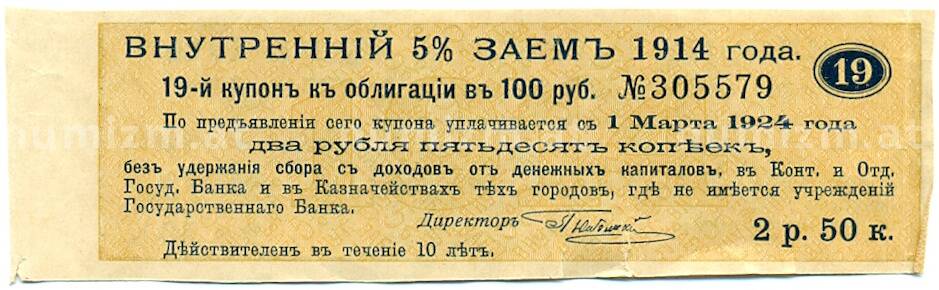 ВНУТРЕННІЙ 5% ЗАЕМЪ 1914 года.
19
19-й купонъ къ облигаціи въ 100 руб. №305579
По предъявленіи сего купона уплачивается съ 1 Марта 1924 года
два рубля пятьдесятъ копѣекъ,
безъ удержанія сбора съ доходовъ отъ денежныхъ капиталовъ, въ Конт. и Отд.
Госуд. Банка и въ Казначействахъ тѣхъ городовъ, гдѣ не имѣется учрежденій
Государственнаго Банка.
Директоръ
2 р. 50 к.
Дѣйствителенъ въ теченіе 10 лѣтъ.